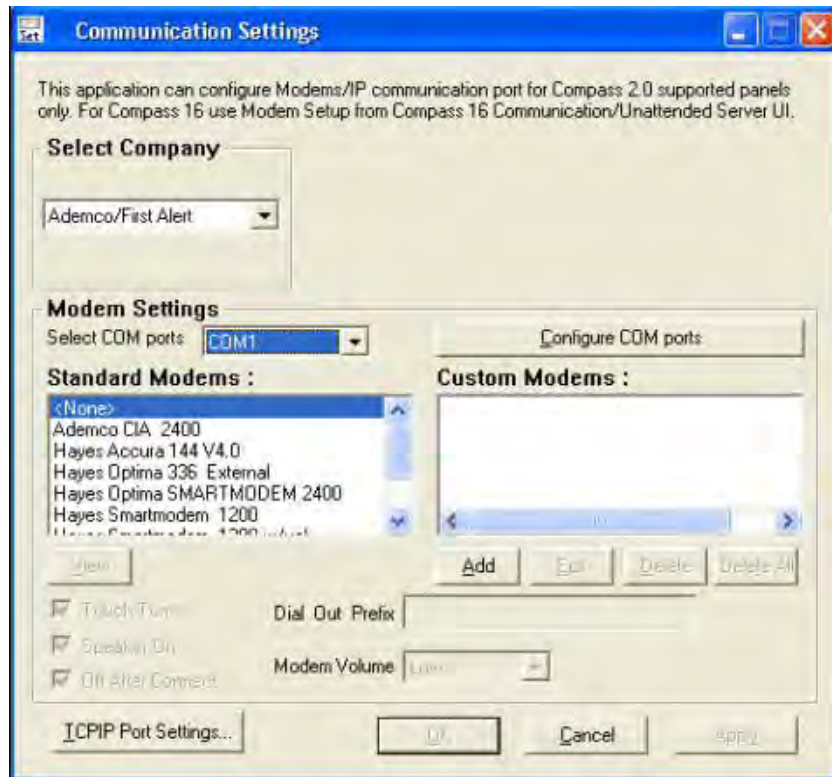 Set Communication Settings
This application can configure Modems/IP communication port for Compass 2.0 supported panels
only. For Compass 16 use Modem Setup from Compass 16 Communication/Unattended Server UI.
Select Company
Ademco/First Alert
Modem Settings
Select COM ports COM1 Configure COM ports
Standard Modems : Custom Modems :
<None>
Ademco CIA 2400
Hayes Accura 144 V4.0
Hayes Optima 336 External
Hayes Optima SMARTMODEM 2400
Hayes Smartmodem 1200
View Add Edit Delete Delete All
Touch Tone Dial Out Prefix
Speaker On
Modem Volume
Off After Connect
TCPIP Port Settings... OK Cancel Apply